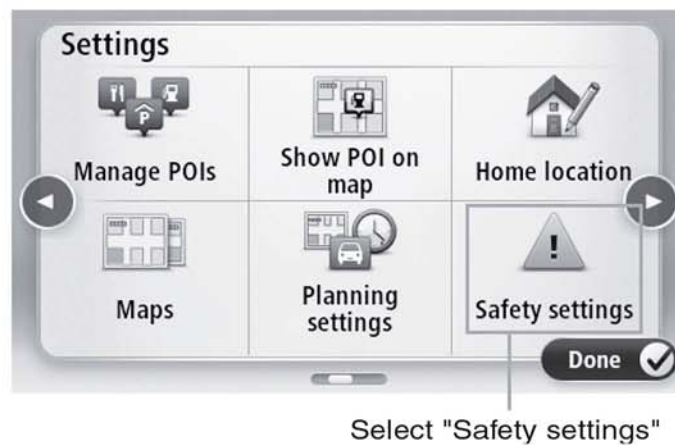 Settings
Manage POIs
Show POI on
map
Home location
Maps
Planning
settings
Safety settings
Done
Select "Safety settings"